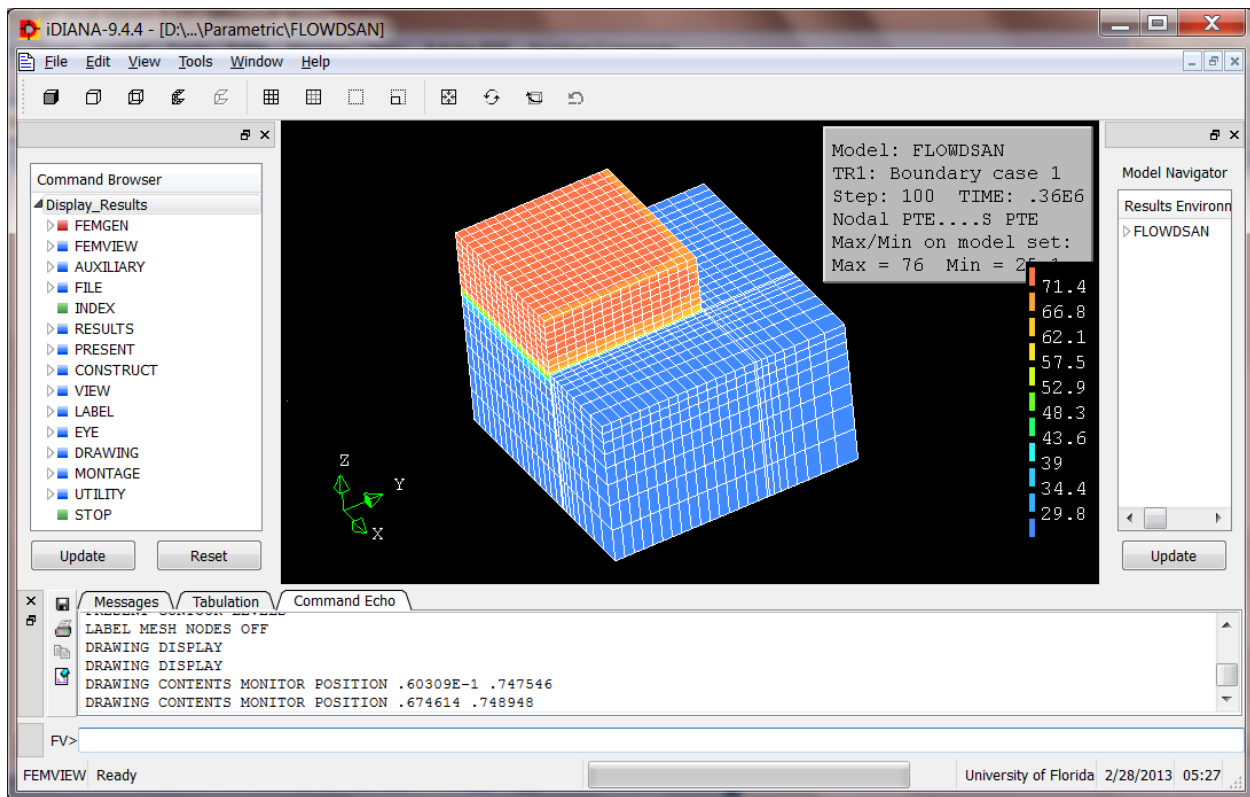 iDIANA-9.4.4 - [D:\...\Parametric\FLOWDSAN]
File Edit View Tools Window Help
Command Browser
Display_Results
FEMGEN
FEMVIEW
AUXILIARY
FILE
INDEX
RESULTS
PRESENT
CONSTRUCT
VIEW
LABEL
EYE
DRAWING
MONTAGE
UTILITY
STOP
Update Reset
Model: FLOWDSAN
TR1: Boundary case 1
Step: 100 TIME: .36E6
Nodal PTE....S PTE
Max/Min on model set:
Max = 76 Min =
71.4
66.8
62.1
57.5
52.9
48.3
43.6
39
34.4
29.8
Z
Y
X
Model Navigator
Results Environn
FLOWDSAN
Update
Messages Tabulation Command Echo
PRESENT CONTOUR LEVELS
LABEL MESH NODES OFF
DRAWING DISPLAY
DRAWING DISPLAY
DRAWING CONTENTS MONITOR POSITION .60309E-1 .747546
DRAWING CONTENTS MONITOR POSITION .674614 .748948
FV>
FEMVIEW Ready University of Florida 2/28/2013 05:27